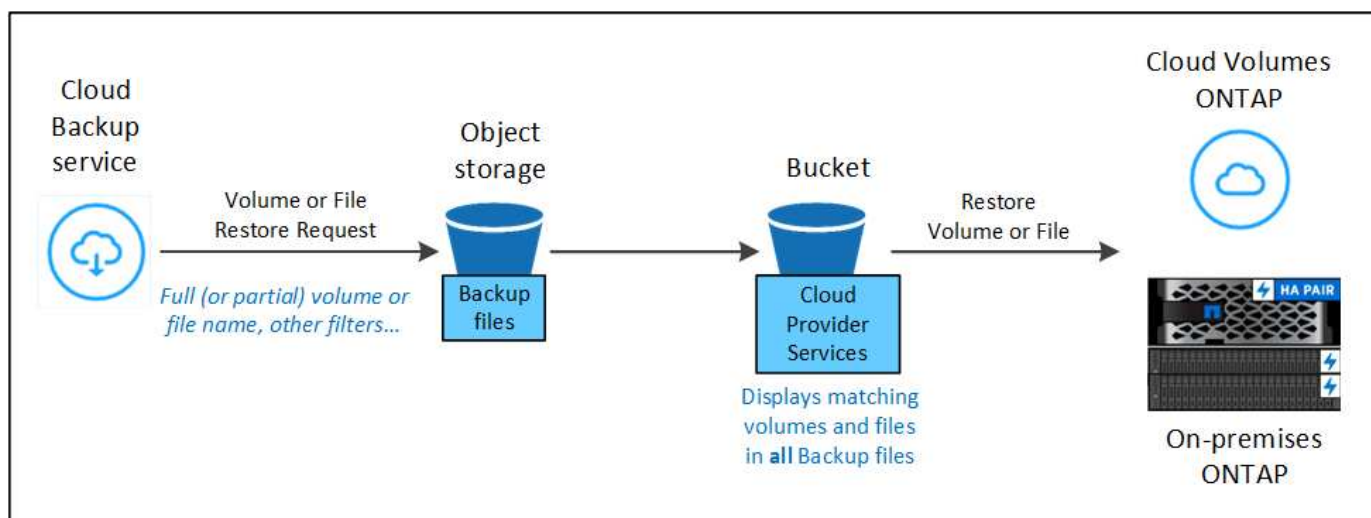 Cloud
Backup
service
Volume or File
Restore Request
Full (or partial) volume or
file name, other filters...
Object
storage
Backup
files
Bucket
Cloud
Provider
Services
Displays matching
volumes and files
in all Backup files
Restore
Volume or File
Cloud Volumes
ONTAP
HA PAIR
On-premises
ONTAP